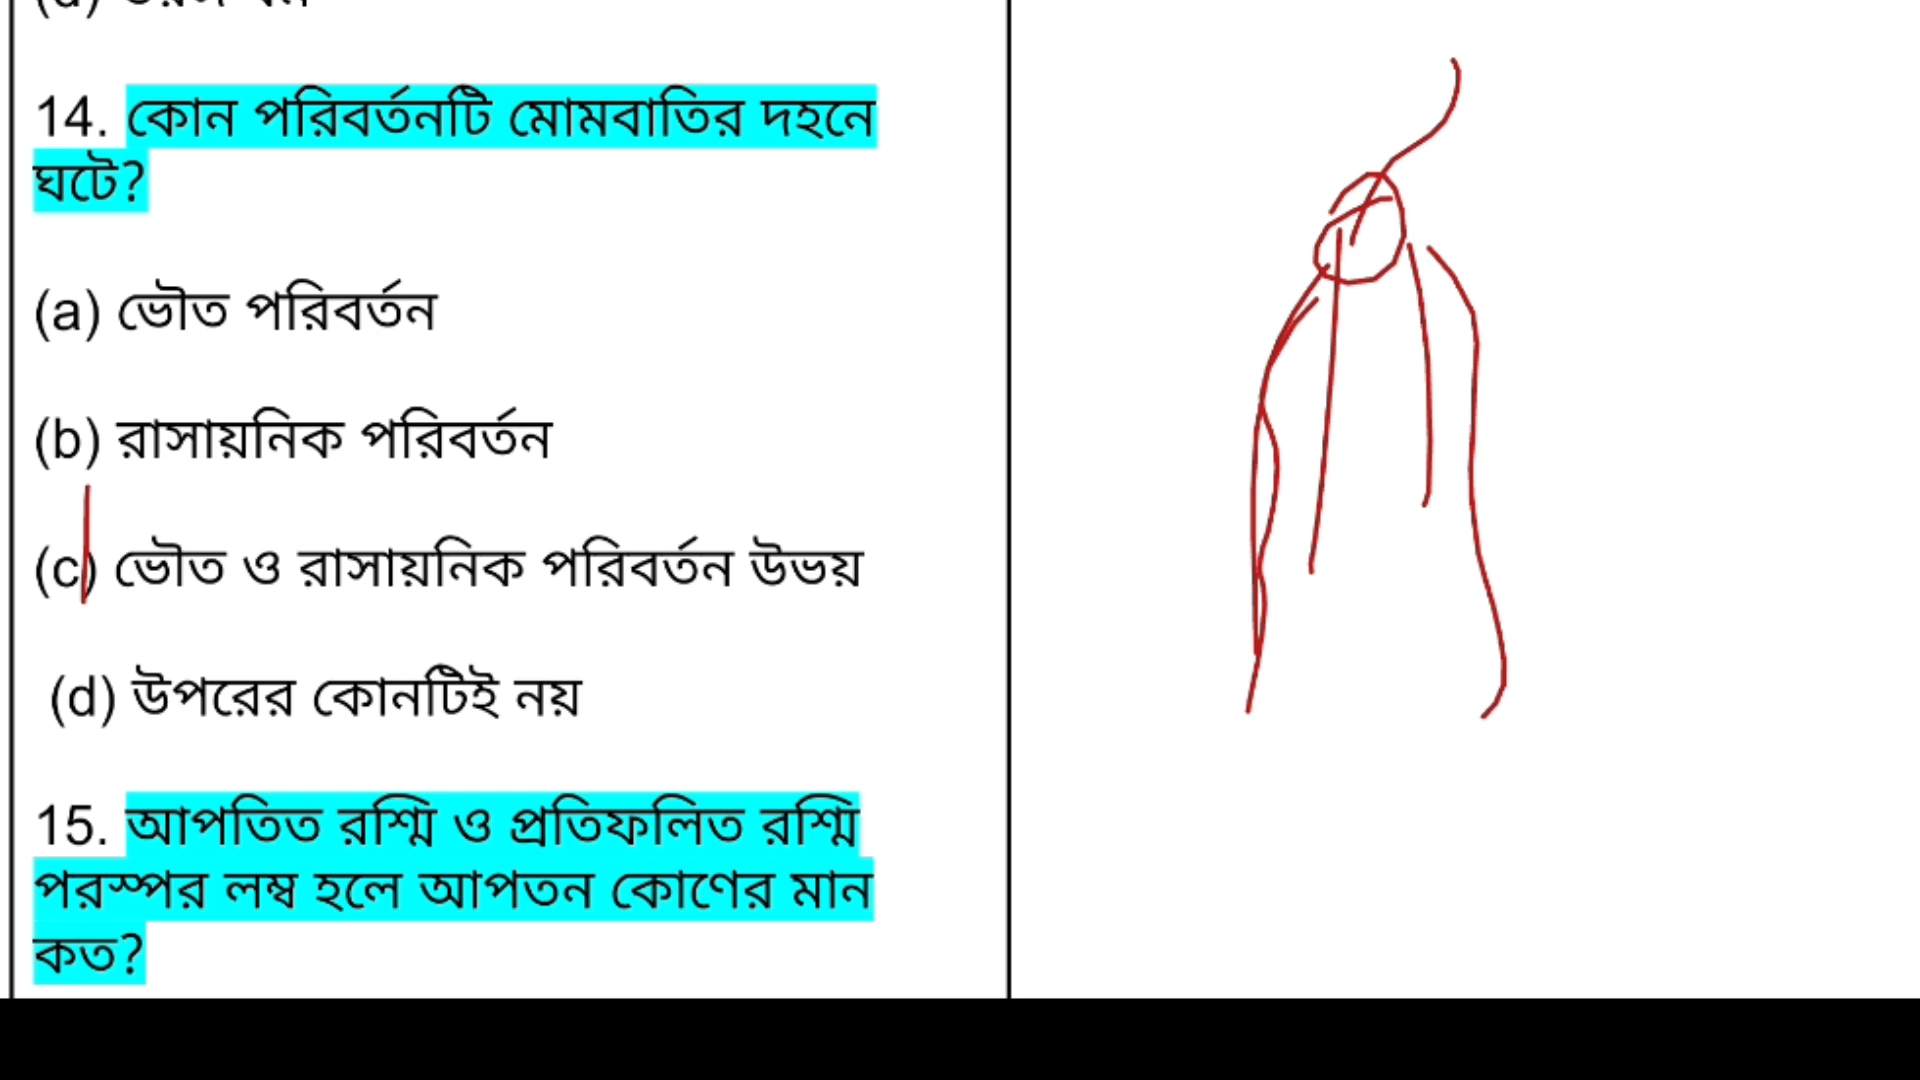 14. কোন পরিবর্তনটি মোমবাতির দহনে
ঘটে?
(a) ভৌত পরিবর্তন
(b) রাসায়নিক পরিবর্তন
(c) ভৌত ও রাসায়নিক পরিবর্তন উভয়
(d) উপরের কোনটিই নয়
15. আপতিত রশ্মি ও প্রতিফলিত রশ্মি
পরস্পর লম্ব হলে আপতন কোণের মান
কত?